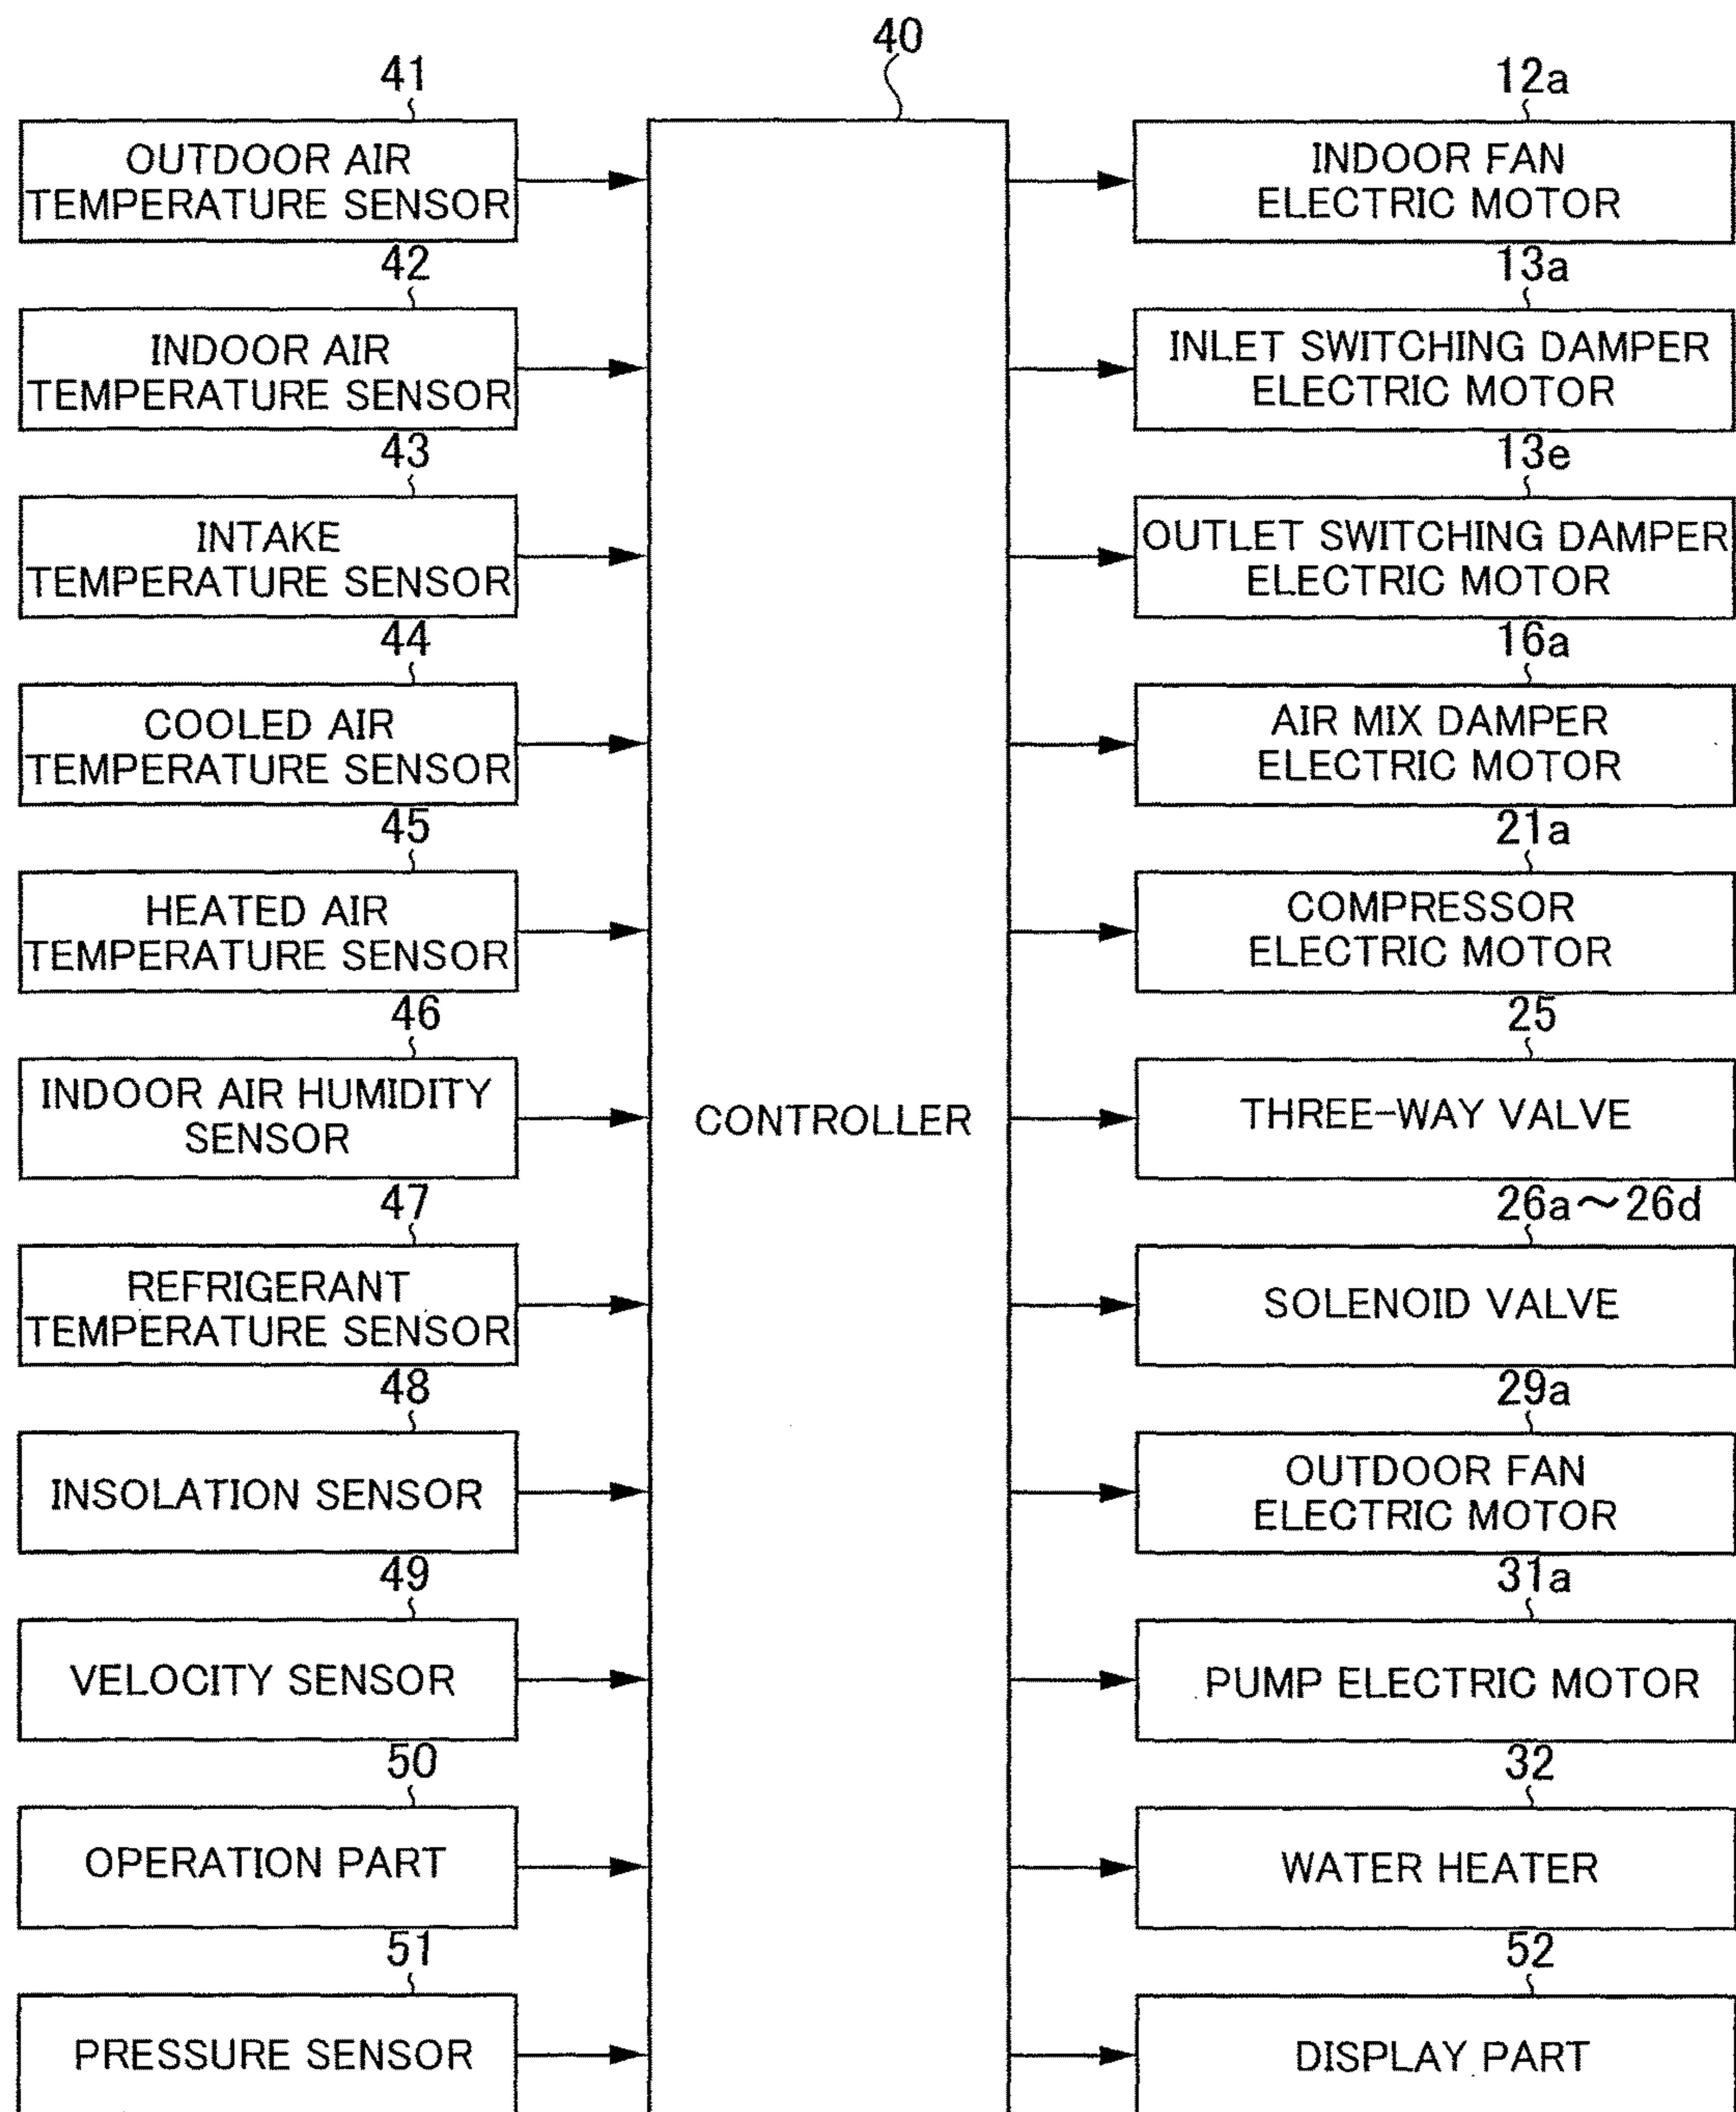 40
41
OUTDOOR AIR
TEMPERATURE SENSOR
42
INDOOR AIR
TEMPERATURE SENSOR
43
INTAKE
TEMPERATURE SENSOR
44
COOLED AIR
TEMPERATURE SENSOR
45
HEATED AIR
TEMPERATURE SENSOR
46
INDOOR AIR HUMIDITY
SENSOR
47
REFRIGERANT
TEMPERATURE SENSOR
48
INSOLATION SENSOR
49
VELOCITY SENSOR
50
OPERATION PART
51
PRESSURE SENSOR
CONTROLLER
12a
INDOOR FAN
ELECTRIC MOTOR
13a
INLET SWITCHING DAMPER
ELECTRIC MOTOR
13e
OUTLET SWITCHING DAMPER
ELECTRIC MOTOR
16a
AIR MIX DAMPER
ELECTRIC MOTOR
21a
COMPRESSOR
ELECTRIC MOTOR
25
THREE-WAY VALVE
26a～26d
SOLENOID VALVE
29a
OUTDOOR FAN
ELECTRIC MOTOR
31a
PUMP ELECTRIC MOTOR
32
WATER HEATER
52
DISPLAY PART